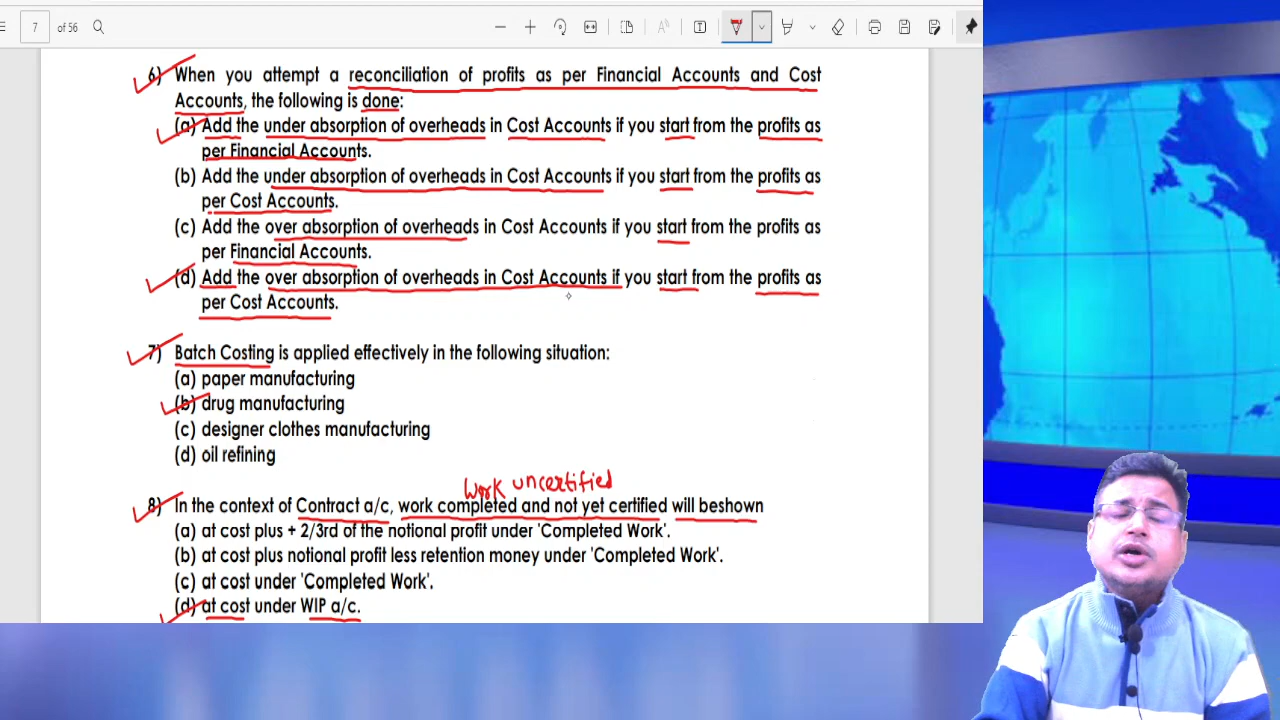 7 of 56
6) When you attempt a reconciliation of profits as per Financial Accounts and Cost
Accounts, the following is done:
(a) Add the under absorption of overheads in Cost Accounts if you start from the profits as
per Financial Accounts.
(b) Add the under absorption of overheads in Cost Accounts if you start from the profits as
per Cost Accounts.
(c) Add the over absorption of overheads in Cost Accounts if you start from the profits as
per Financial Accounts.
(d) Add the over absorption of overheads in Cost Accounts if you start from the profits as
per Cost Accounts.
7) Batch Costing is applied effectively in the following situation:
(a) paper manufacturing
(b) drug manufacturing
(c) designer clothes manufacturing
(d) oil refining
work uncertified
8) In the context of Contract a/c, work completed and not yet certified will beshown
(a) at cost plus + 2/3rd of the notional profit under 'Completed Work'.
(b) at cost plus notional profit less retention money under 'Completed Work'.
(c) at cost under 'Completed Work'.
(d) at cost under WIP a/c.